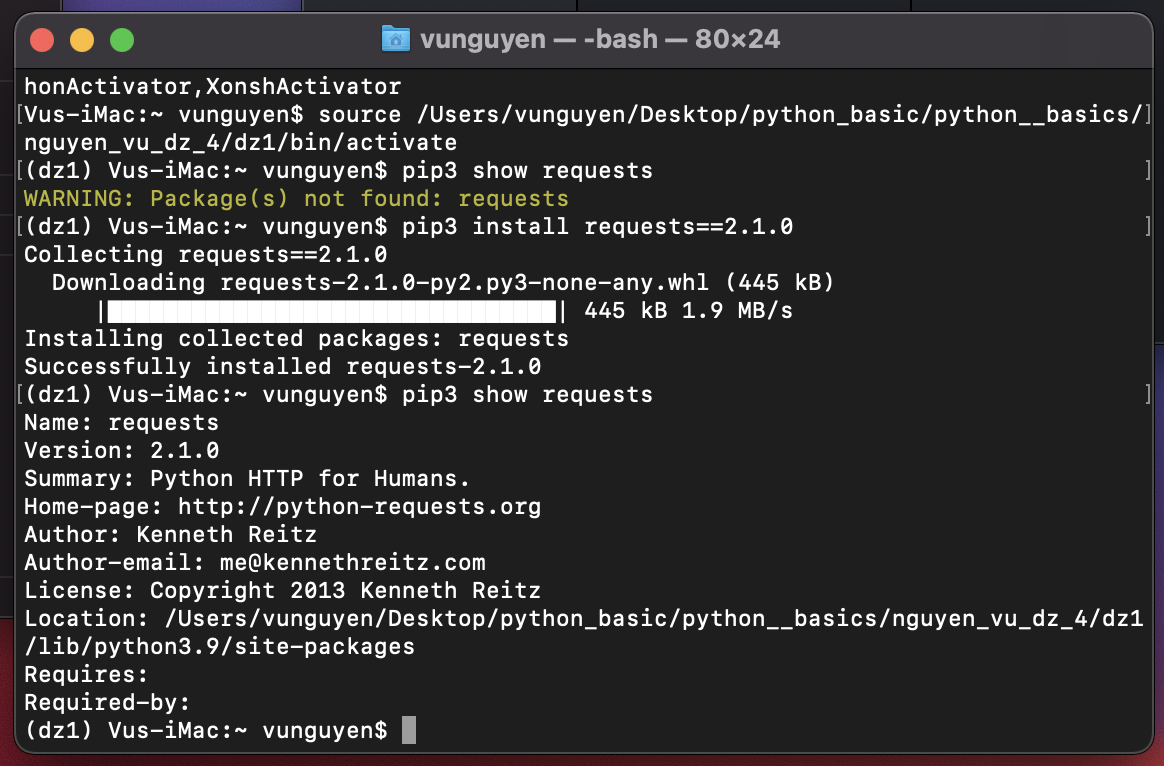 vunguyen — -bash — 80×24
honActivator,XonshActivator
[Vus-iMac:~ vunguyen$ source /Users/vunguyen/Desktop/python_basic/python__basics/]
nguyen_vu_dz_4/dz1/bin/activate
[(dz1) Vus-iMac:~ vunguyen$ pip3 show requests ]
WARNING: Package(s) not found: requests
[(dz1) Vus-iMac:~ vunguyen$ pip3 install requests==2.1.0 ]
Collecting requests==2.1.0
Downloading requests-2.1.0-py2.py3-none-any.whl (445 kB)
|████████████████████████████████| 445 kB 1.9 MB/s
Installing collected packages: requests
Successfully installed requests-2.1.0
[(dz1) Vus-iMac:~ vunguyen$ pip3 show requests ]
Name: requests
Version: 2.1.0
Summary: Python HTTP for Humans.
Home-page: http://python-requests.org
Author: Kenneth Reitz
Author-email: me@kennethreitz.com
License: Copyright 2013 Kenneth Reitz
Location: /Users/vunguyen/Desktop/python_basic/python__basics/nguyen_vu_dz_4/dz1
/lib/python3.9/site-packages
Requires:
Required-by:
(dz1) Vus-iMac:~ vunguyen$